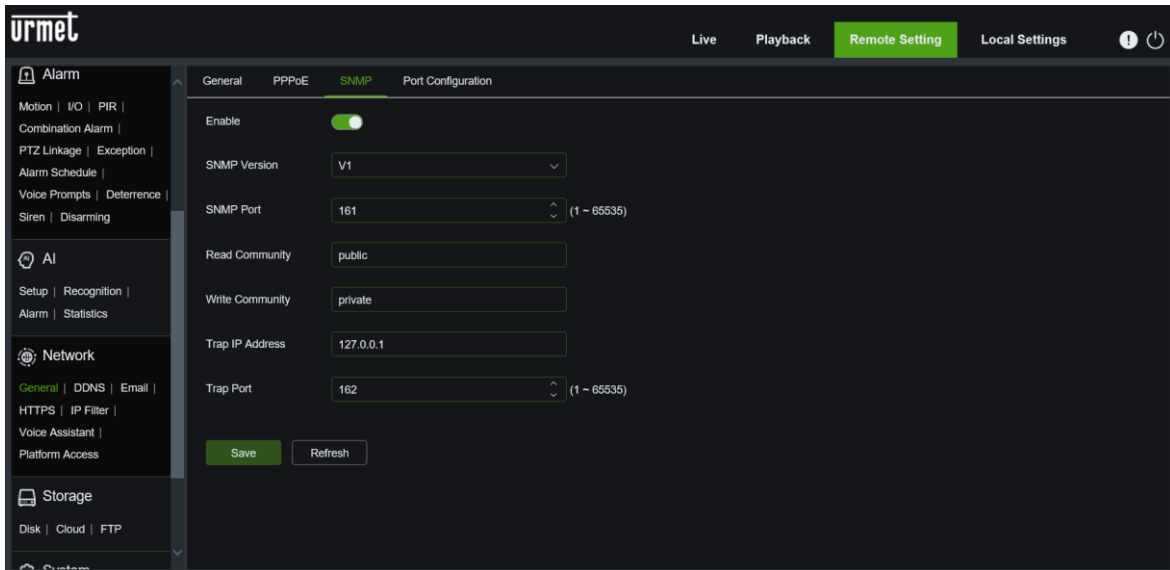 urmet
Live Playback Remote Setting Local Settings
Alarm
Motion | I/O | PIR |
Combination Alarm |
PTZ Linkage | Exception |
Alarm Schedule |
Voice Prompts | Deterrence |
Siren | Disarming
AI
Setup | Recognition |
Alarm | Statistics
Network
General | DDNS | Email |
HTTPS | IP Filter |
Voice Assistant |
Platform Access
Storage
Disk | Cloud | FTP
System
General PPPoE SNMP Port Configuration
Enable
SNMP Version V1
SNMP Port 161 (1 ~ 65535)
Read Community public
Write Community private
Trap IP Address 127.0.0.1
Trap Port 162 (1 ~ 65535)
Save Refresh